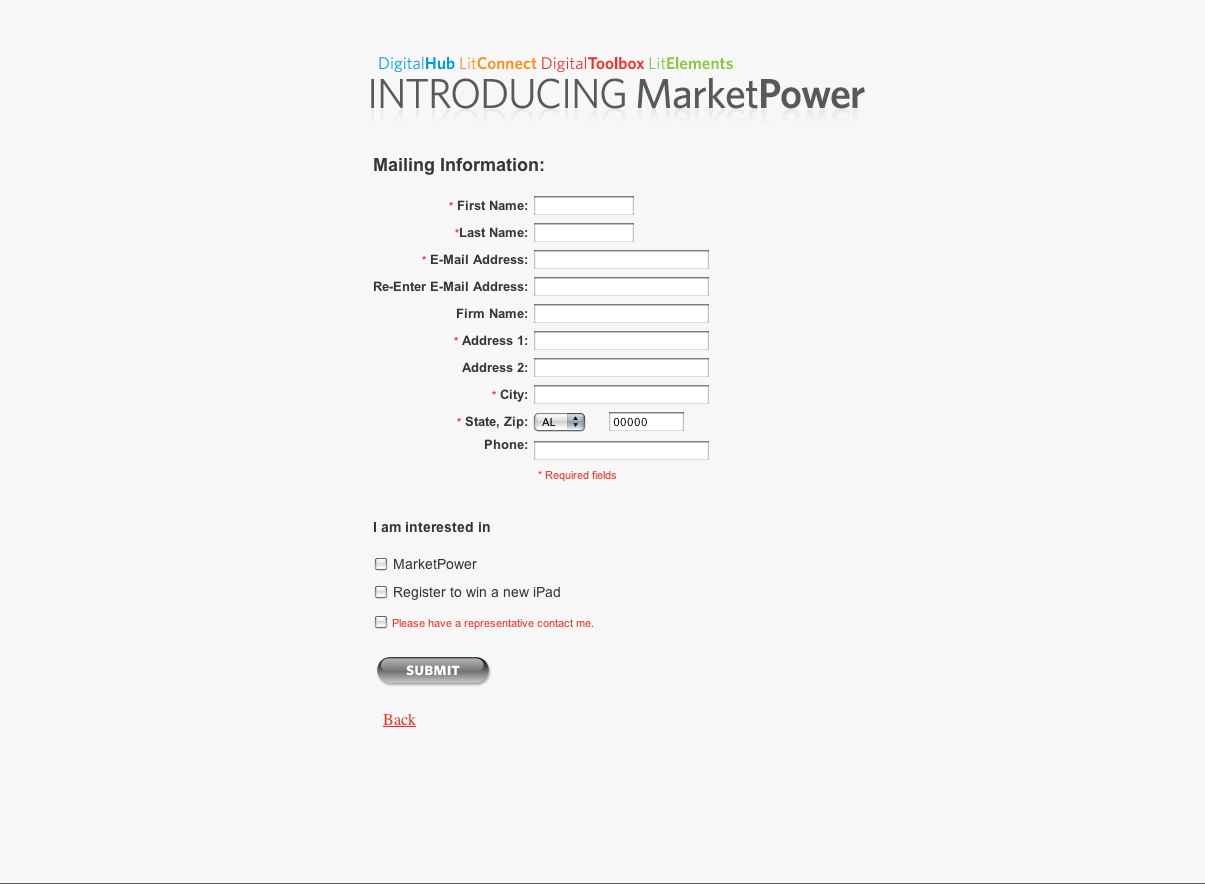 DigitalHub LitConnect DigitalToolbox LitElements
INTRODUCING MarketPower
Mailing Information:
* First Name:
*Last Name:
* E-Mail Address:
Re-Enter E-Mail Address:
Firm Name:
* Address 1:
Address 2:
* City:
* State, Zip: AL 00000
Phone:
* Required fields
I am interested in
MarketPower
Register to win a new iPad
Please have a representative contact me.
SUBMIT
Back